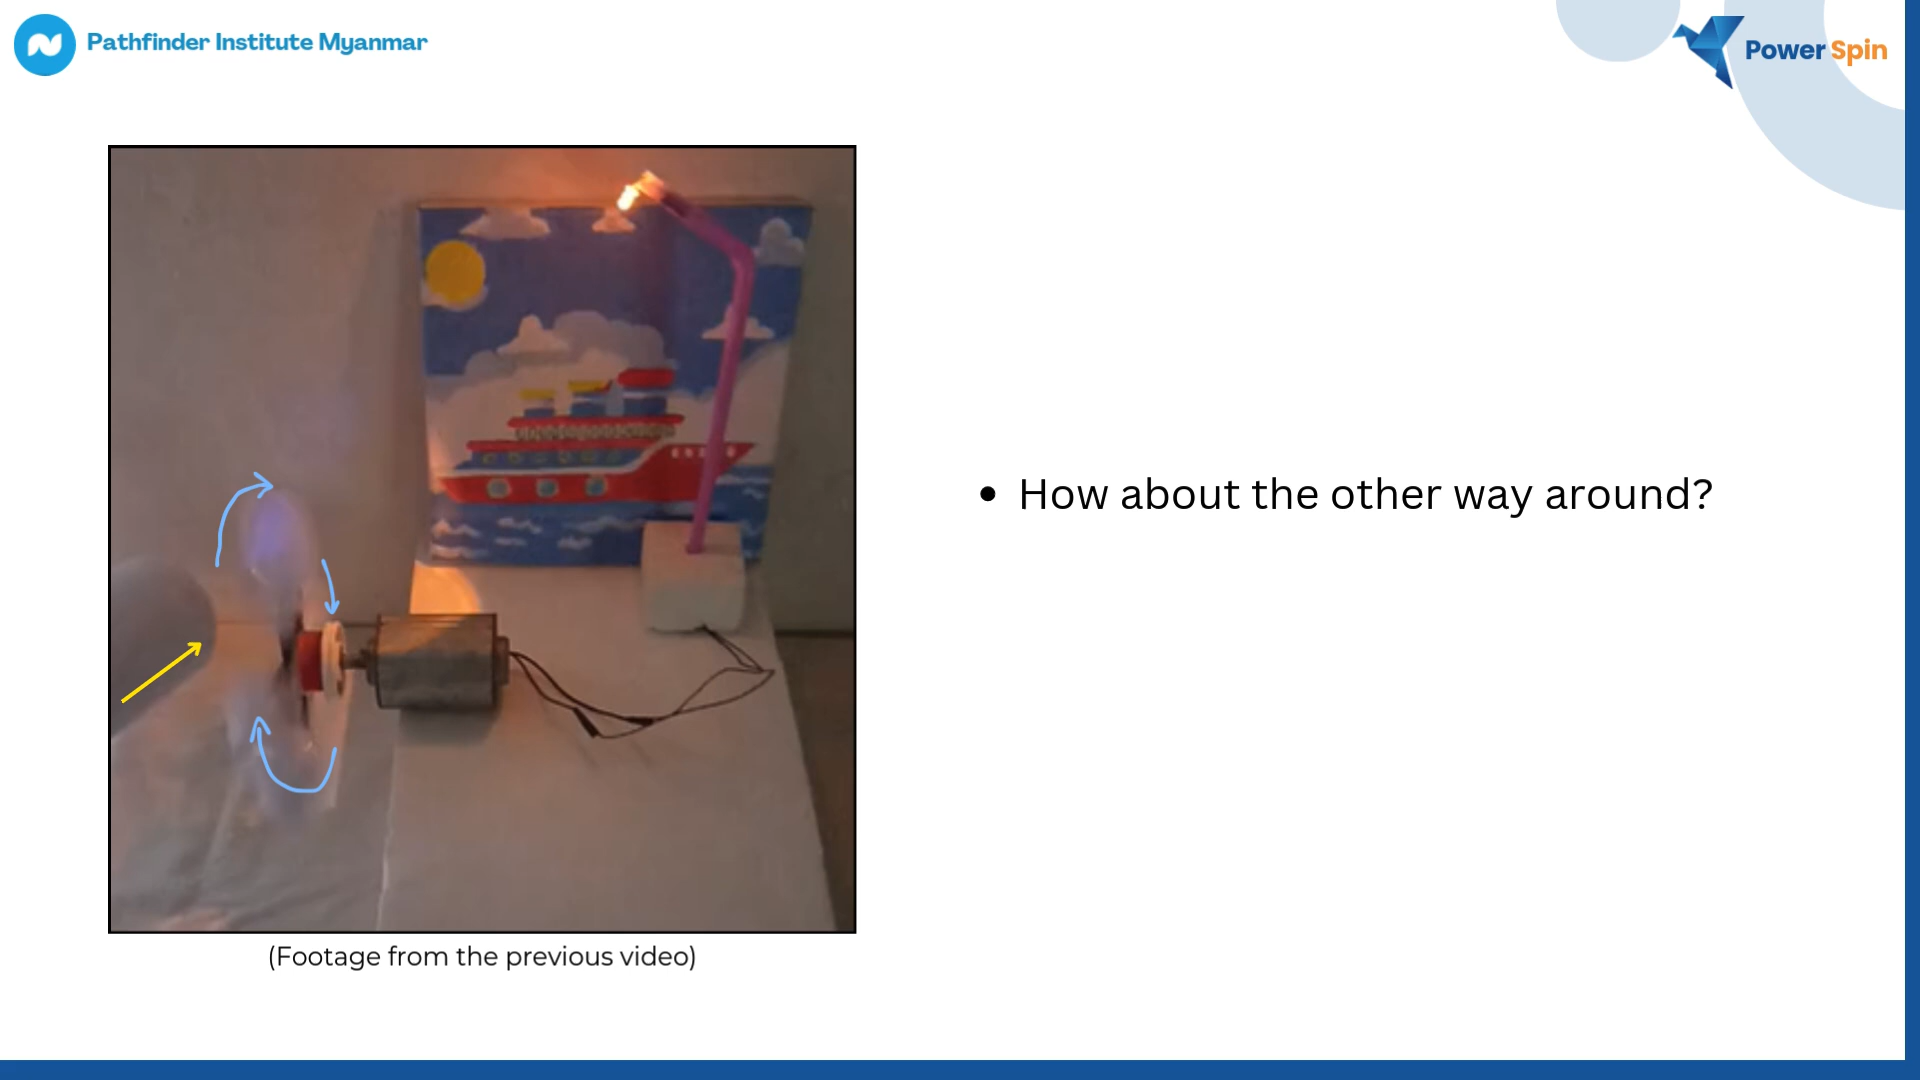 Pathfinder Institute Myanmar
Power Spin
• How about the other way around?
(Footage from the previous video)